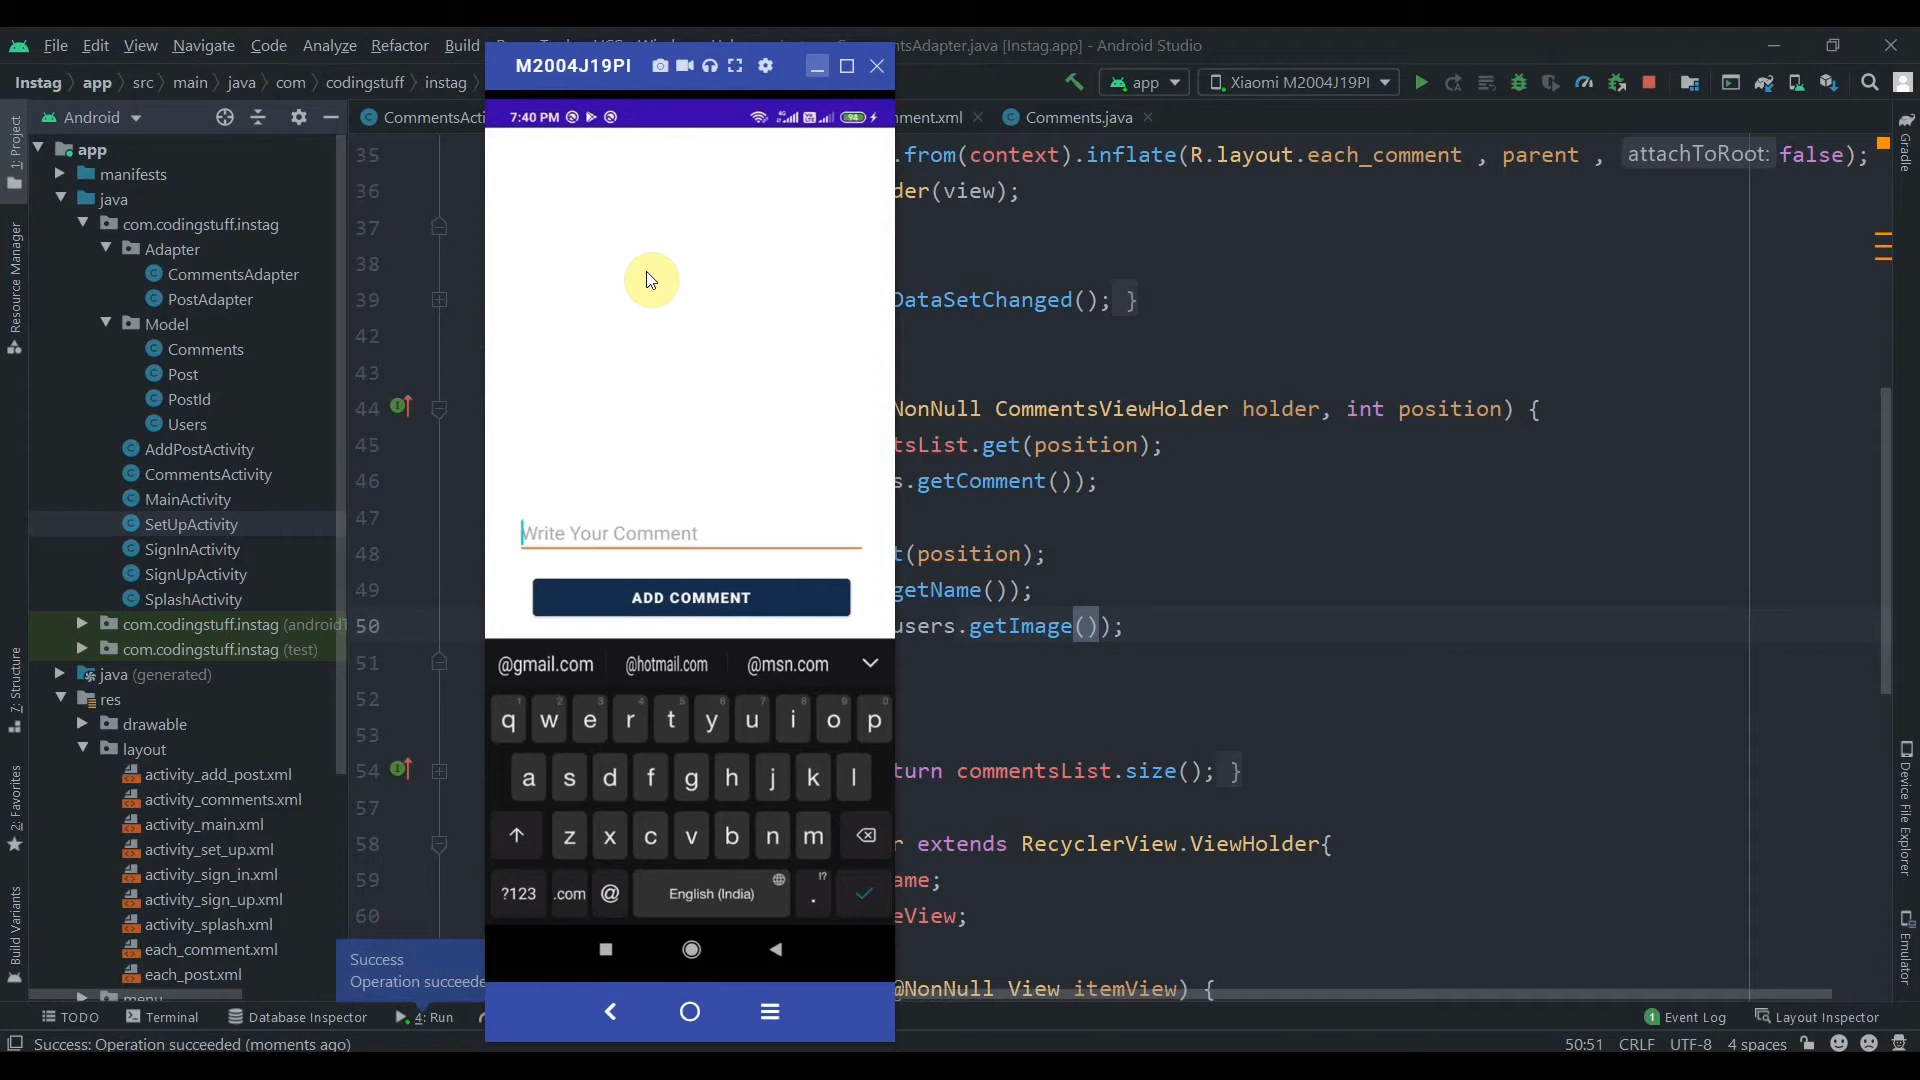 File Edit View Navigate Code Analyze Refactor Build
sAdapter.java [Instag.app] - Android Studio
Instag app src main java com codingstuff instag
app
Xiaomi M2004J19PI
Android
CommentsActi
ment.xml
Comments.java
1: Project
Resource Manager
7: Structure
2: Favorites
Build Variants
app
manifests
java
com.codingstuff.instag
Adapter
CommentsAdapter
PostAdapter
Model
Comments
Post
PostId
Users
AddPostActivity
CommentsActivity
MainActivity
SetUpActivity
SignInActivity
SignUpActivity
SplashActivity
com.codingstuff.instag (androidT
com.codingstuff.instag (test)
java (generated)
res
drawable
layout
activity_add_post.xml
activity_comments.xml
activity_main.xml
activity_set_up.xml
activity_sign_in.xml
activity_sign_up.xml
activity_splash.xml
each_comment.xml
each_post.xml
menu
M2004J19PI
7:40 PM
94
Write Your Comment
ADD COMMENT
@gmail.com @hotmail.com @msn.com
q w e r t y u i o p
a s d f g h j k l
z x c v b n m
?123 .com @ English (India) . !?
35 .from(context).inflate(R.layout.each_comment , parent , attachToRoot: false);
36 der(view);
37
38
39 DataSetChanged(); }
42
43
44 NonNull CommentsViewHolder holder, int position) {
45 tsList.get(position);
46 s.getComment());
47
48 t(position);
49 getName());
50 users.getImage());
51
52
53
54 turn commentsList.size(); }
57
58 r extends RecyclerView.ViewHolder{
59 ame;
60 eView;
@NonNull View itemView) {
Gradle
Device File Explorer
Emulator
Success
Operation succeede
TODO Terminal Database Inspector 4: Run
1 Event Log Layout Inspector
Success: Operation succeeded (moments ago)
50:51 CRLF UTF-8 4 spaces